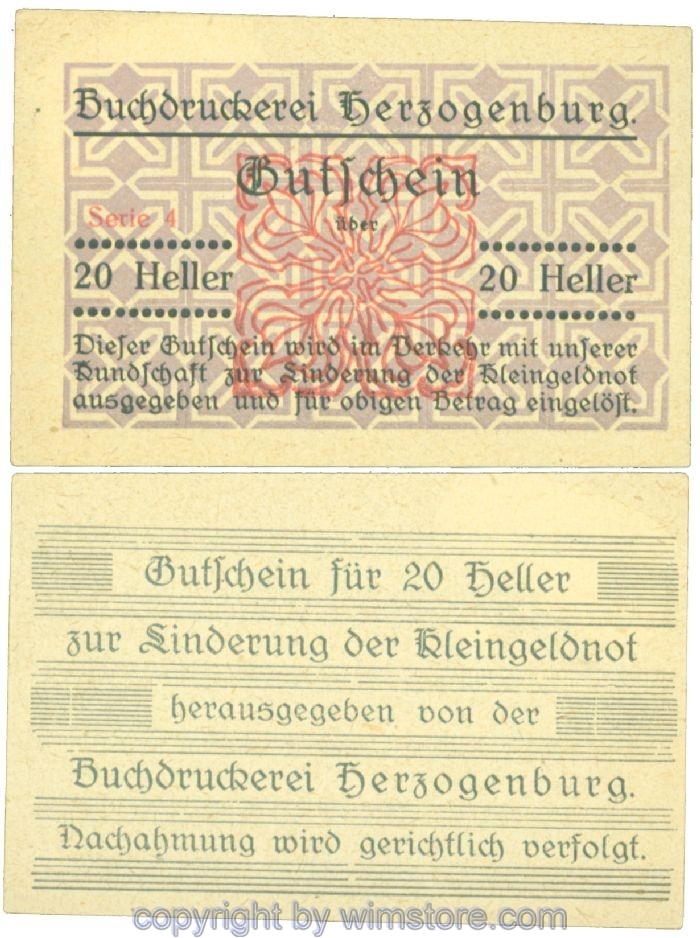 Buchdruckerei Herzogenburg.
Gutschein
Serie 4
über
20 Heller
20 Heller
Dieser Gutschein wird im Verkehr mit unserer
Kundschaft zur Linderung der Kleingeldnot
ausgegeben und für obigen Betrag eingelöst.
Gutschein für 20 Heller
zur Linderung der Kleingeldnot
herausgegeben von der
Buchdruckerei Herzogenburg.
Nachahmung wird gerichtlich verfolgt.
copyright by wimstore.com